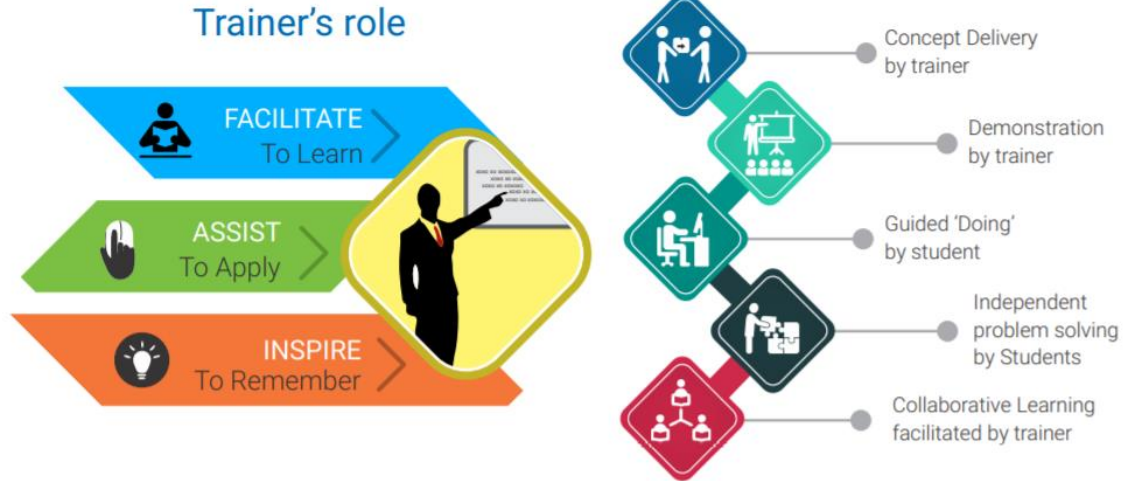 Trainer's role
FACILITATE
To Learn
ASSIST
To Apply
INSPIRE
To Remember
Concept Delivery
by trainer
Demonstration
by trainer
Guided ‘Doing’
by student
Independent
problem solving
by Students
Collaborative Learning
facilitated by trainer